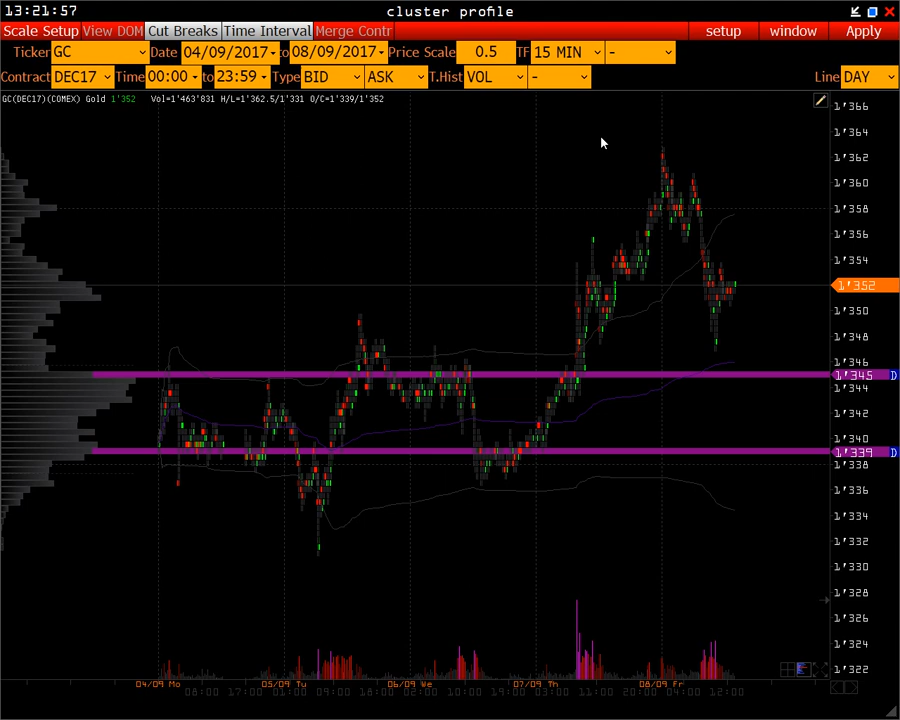 13:21:57 cluster profile
Scale Setup View DOM Cut Breaks Time Interval Merge Contr setup window Apply
Ticker GC Date 04/09/2017 to 08/09/2017 Price Scale 0.5 TF 15 MIN -
Contract DEC17 Time 00:00 to 23:59 Type BID ASK T.Hist VOL - Line DAY
GC(DEC17)(COMEX) Gold 1'352 Vol=1'463'831 H/L=1'362.5/1'331 O/C=1'339/1'352
1'366
1'364
1'362
1'360
1'358
1'356
1'354
1'352
1'350
1'348
1'346
1'345 D
1'344
1'342
1'340
1'339 D
1'338
1'336
1'334
1'332
1'330
1'328
1'326
1'324
1'322
04/09 Mo 05/09 Tu 06/09 We 07/09 Th 08/09 Fr
08:00 17:00 01:00 09:00 18:00 02:00 10:00 19:00 03:00 11:00 20:00 04:00 12:00